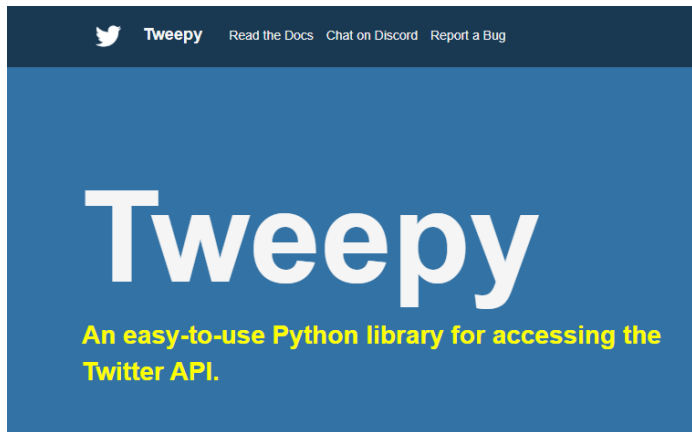 Tweepy Read the Docs Chat on Discord Report a Bug
Tweepy
An easy-to-use Python library for accessing the
Twitter API.